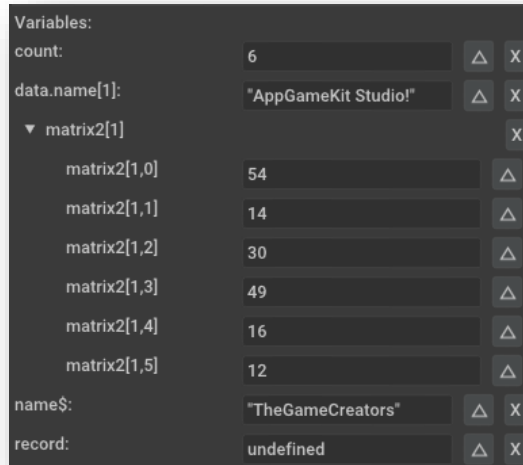 Variables:
count: 6 X
data.name[1]: "AppGameKit Studio!" X
matrix2[1] X
matrix2[1,0] 54
matrix2[1,1] 14
matrix2[1,2] 30
matrix2[1,3] 49
matrix2[1,4] 16
matrix2[1,5] 12
name$: "TheGameCreators" X
record: undefined X